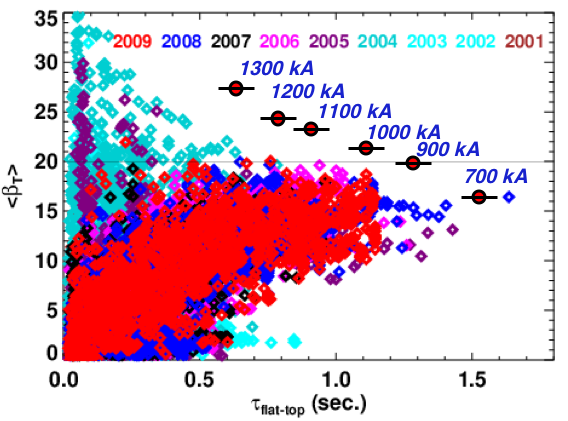 35
2009 2008 2007 2006 2005 2004 2003 2002 2001
30
1300 kA
1200 kA
25
1100 kA
1000 kA
20
900 kA
700 kA
15
10
5
0
<βT>
0.0 0.5 1.0 1.5
τflat-top (sec.)